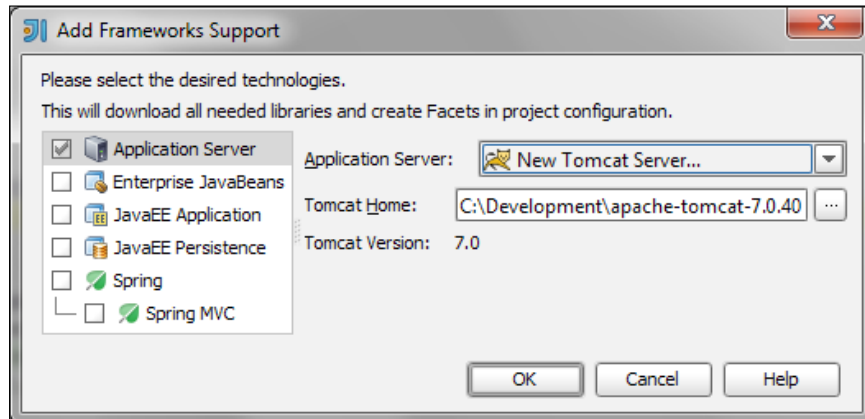 Add Frameworks Support
Please select the desired technologies.
This will download all needed libraries and create Facets in project configuration.
Application Server
Enterprise JavaBeans
JavaEE Application
JavaEE Persistence
Spring
Spring MVC
Application Server: New Tomcat Server...
Tomcat Home: C:\Development\apache-tomcat-7.0.40 ...
Tomcat Version: 7.0
OK Cancel Help